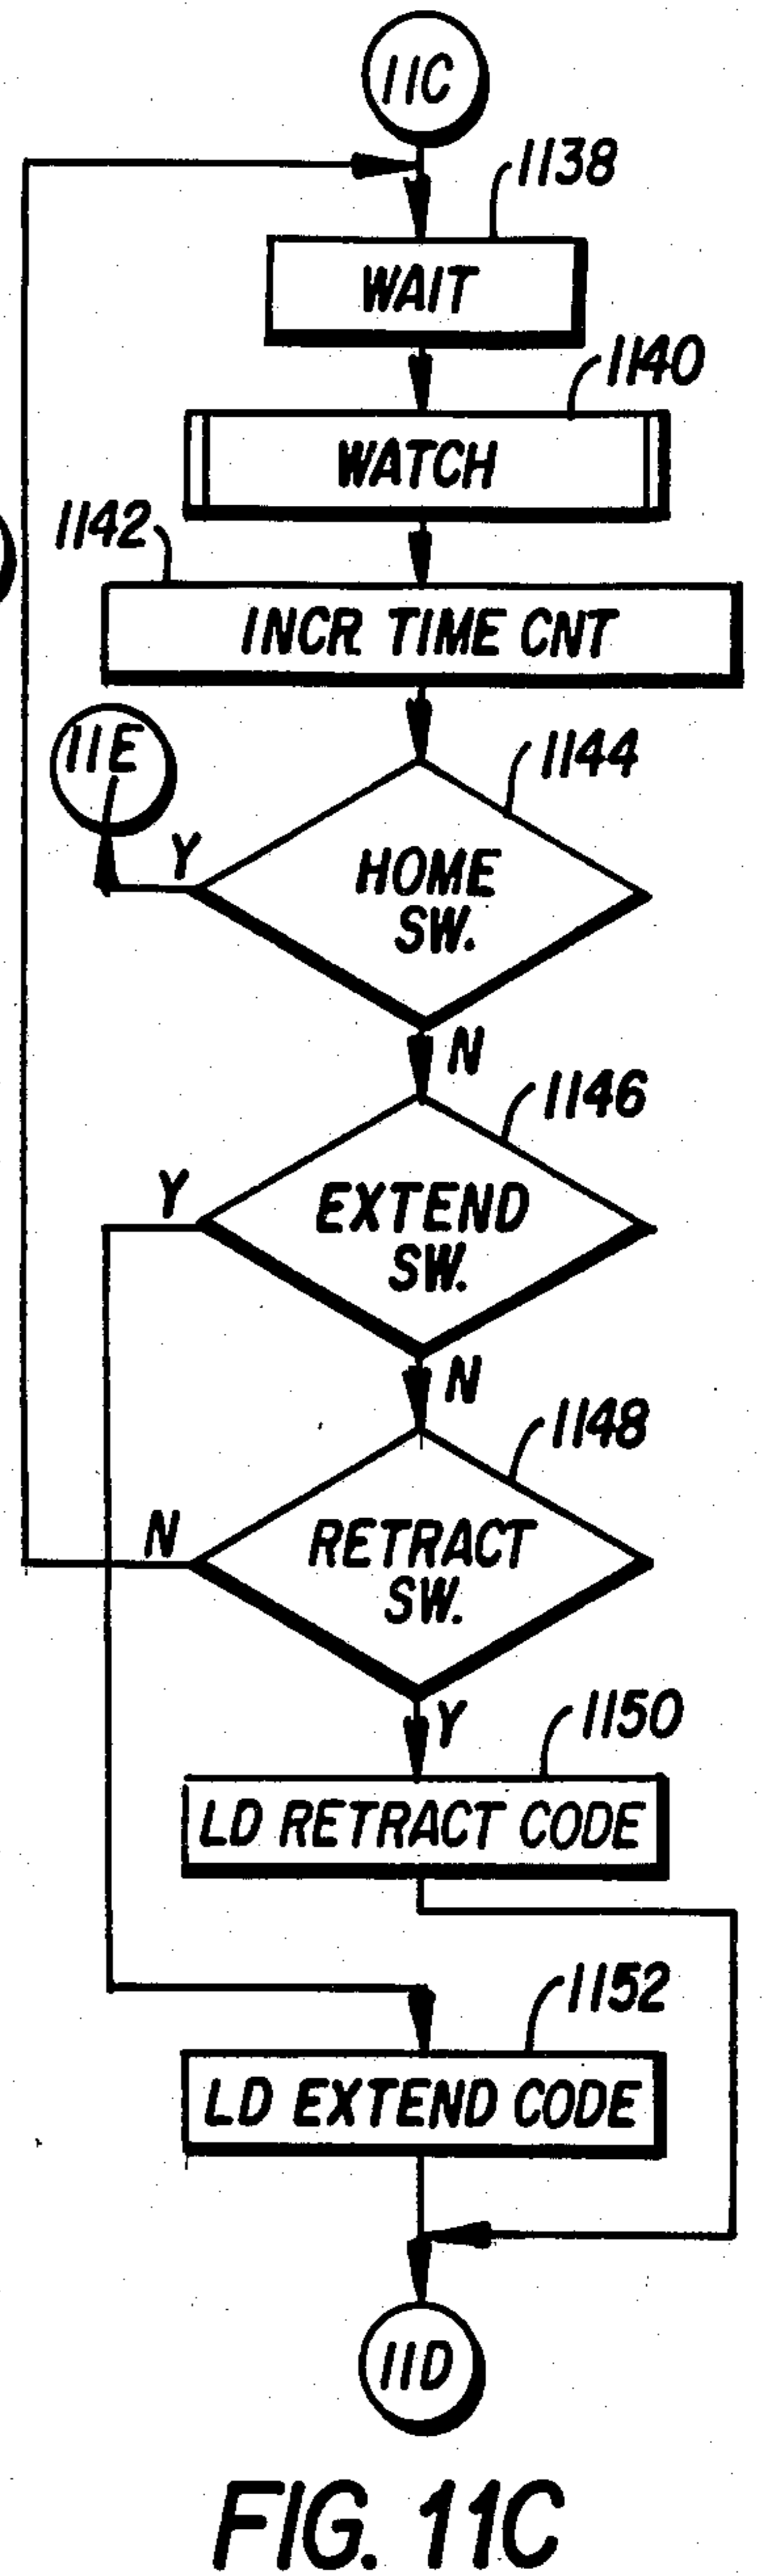 11C
1138
WAIT
1140
WATCH
1142
INCR. TIME CNT
11E
1144
Y
HOME
SW.
N
1146
Y
EXTEND
SW.
N
1148
N
RETRACT
SW.
Y
1150
LD RETRACT CODE
1152
LD EXTEND CODE
11D
FIG. 11C